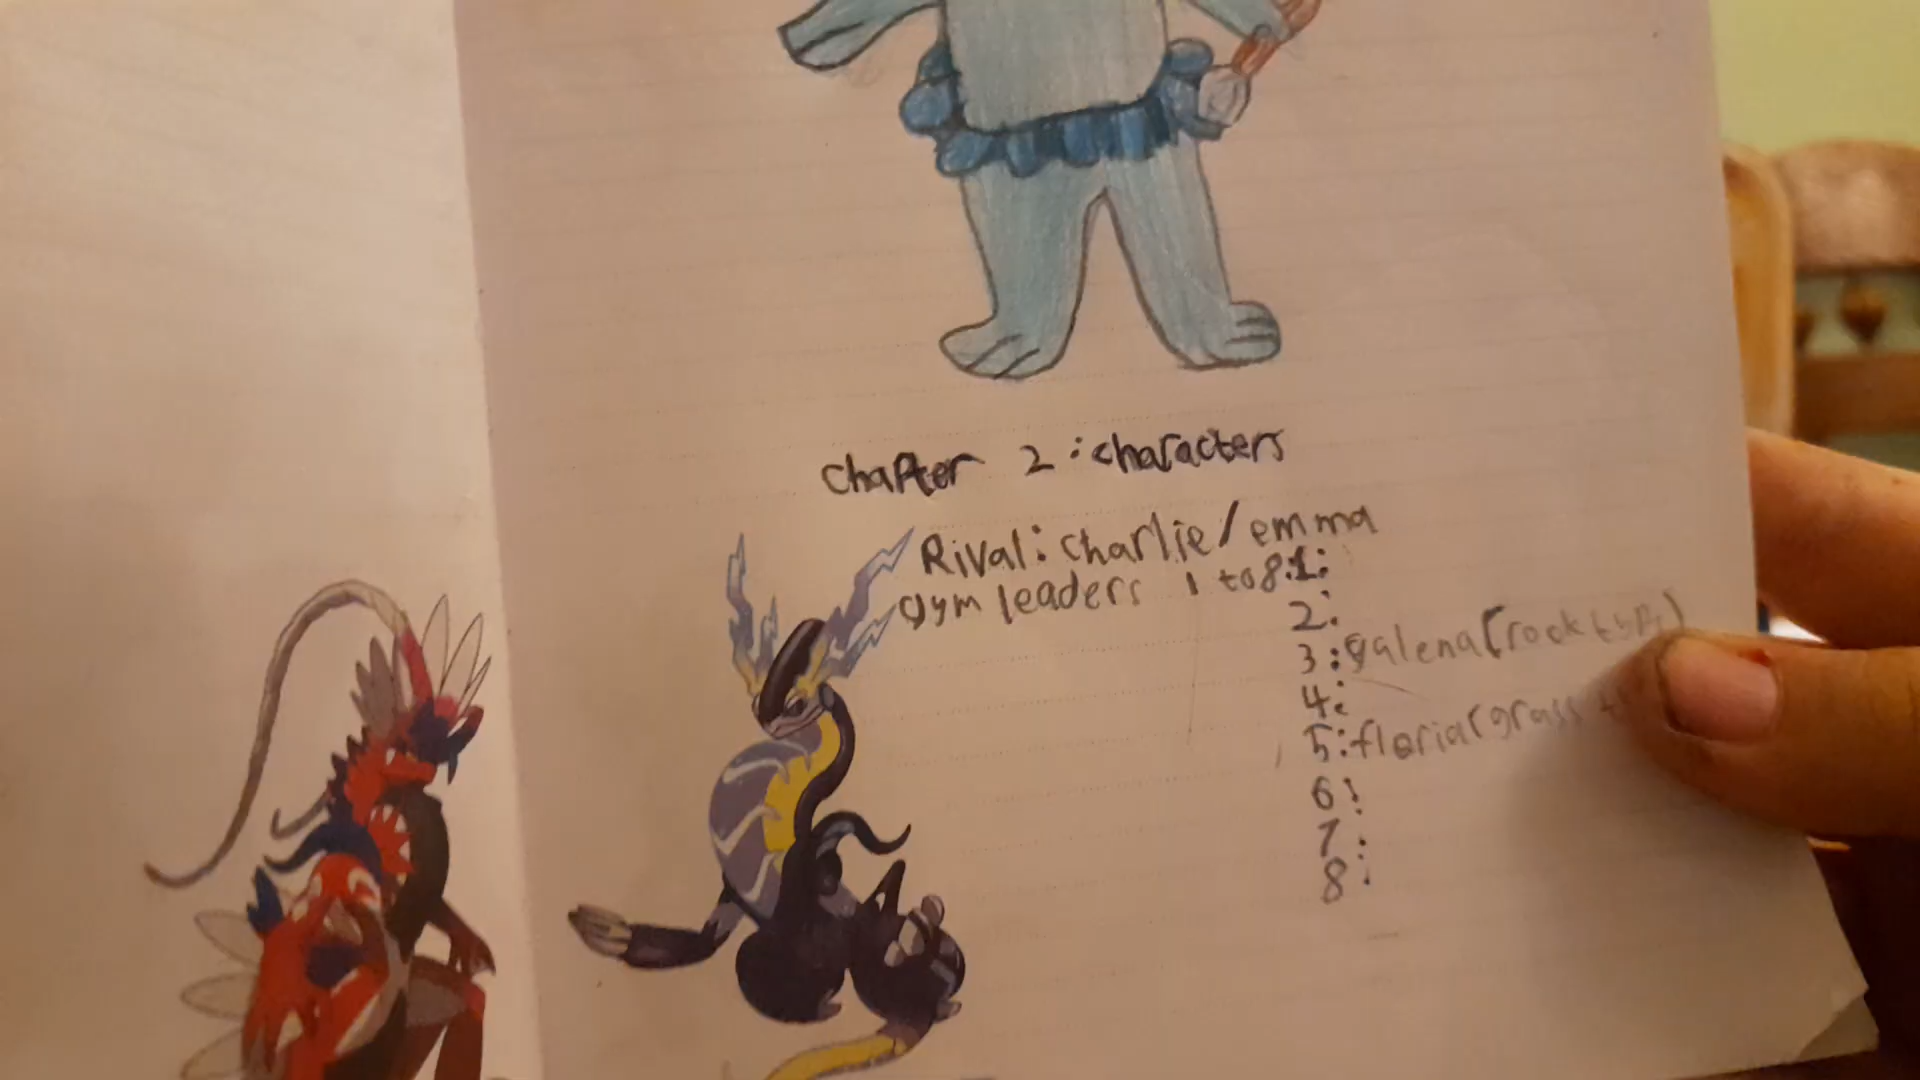 Chapter 2 : characters
Rival: Charlie/emma
gym leaders 1 to 8.1:
2:
3:galena(rock type)
4:
5:floria(grass
6:
7:
8: